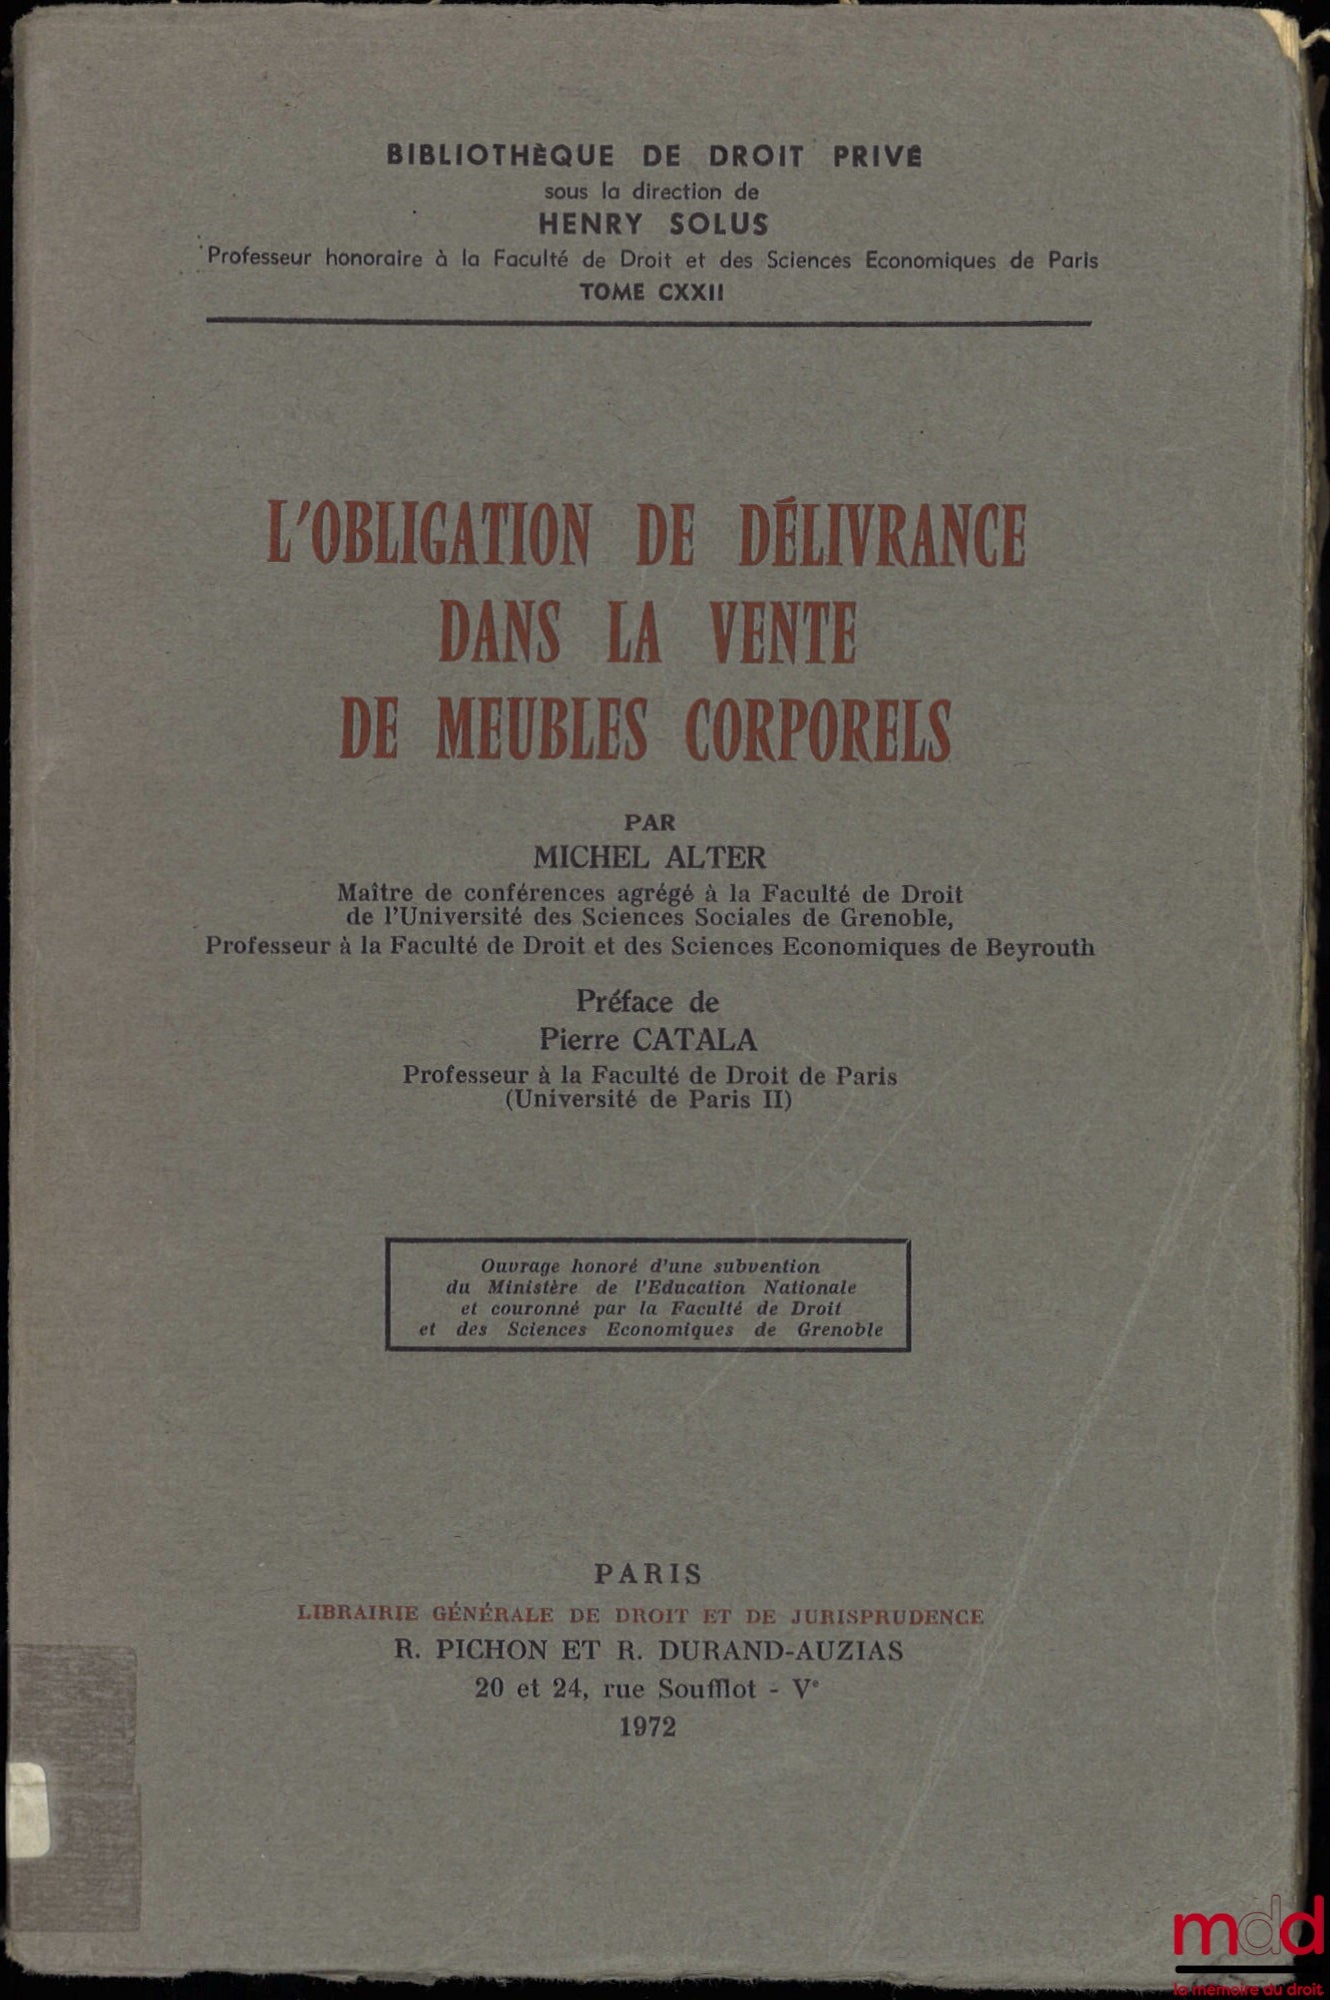 BIBLIOTHÈQUE DE DROIT PRIVÉ
sous la direction de
HENRY SOLUS
Professeur honoraire à la Faculté de Droit et des Sciences Economiques de Paris
TOME CXXII
L'OBLIGATION DE DÉLIVRANCE
DANS LA VENTE
DE MEUBLES CORPORELS
PAR
MICHEL ALTER
Maître de conférences agrégé à la Faculté de Droit
de l'Université des Sciences Sociales de Grenoble,
Professeur à la Faculté de Droit et des Sciences Economiques de Beyrouth
Préface de
Pierre CATALA
Professeur à la Faculté de Droit de Paris
(Université de Paris II)
Ouvrage honoré d'une subvention
du Ministère de l'Education Nationale
et couronné par la Faculté de Droit
et des Sciences Economiques de Grenoble
PARIS
LIBRAIRIE GÉNÉRALE DE DROIT ET DE JURISPRUDENCE
R. PICHON ET R. DURAND-AUZIAS
20 et 24, rue Soufflot - Vᵉ
1972
mdd
la mémoire du droit